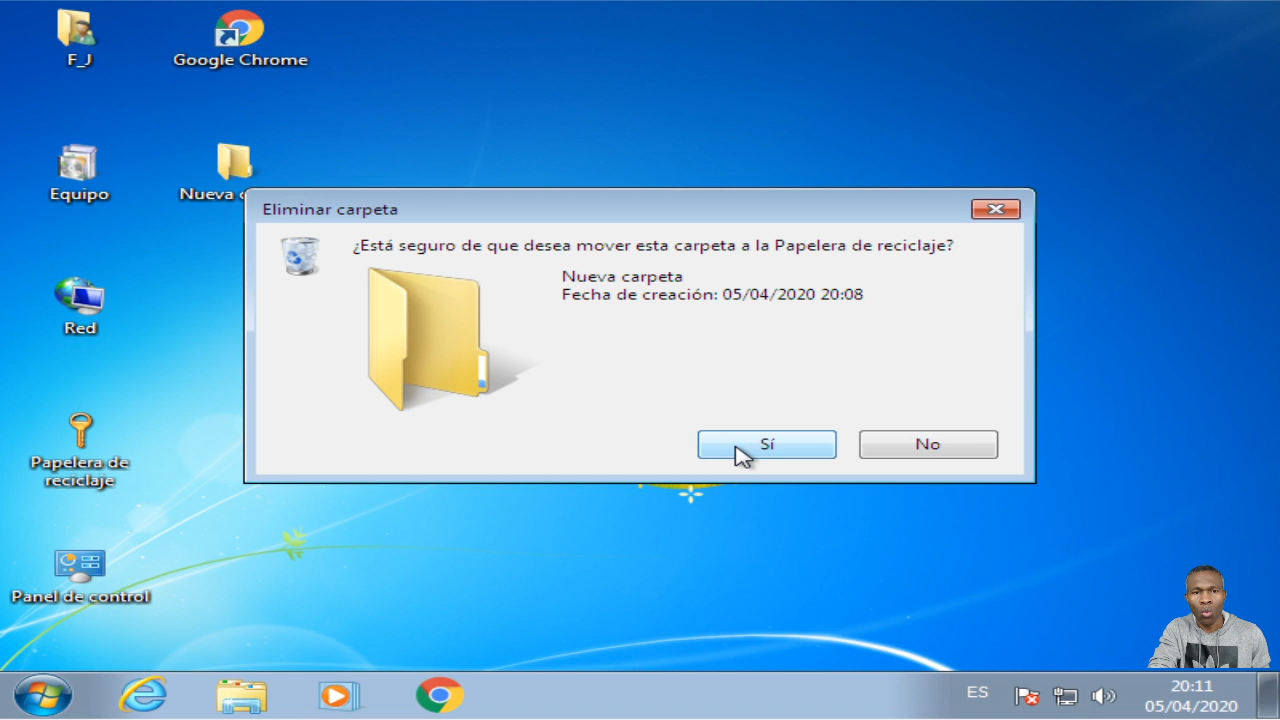 F_J
Google Chrome
Equipo
Nueva
Red
Papelera de
reciclaje
Panel de control
Eliminar carpeta
¿Está seguro de que desea mover esta carpeta a la Papelera de reciclaje?
Nueva carpeta
Fecha de creación: 05/04/2020 20:08
Sí
No
ES
20:11
05/04/2020